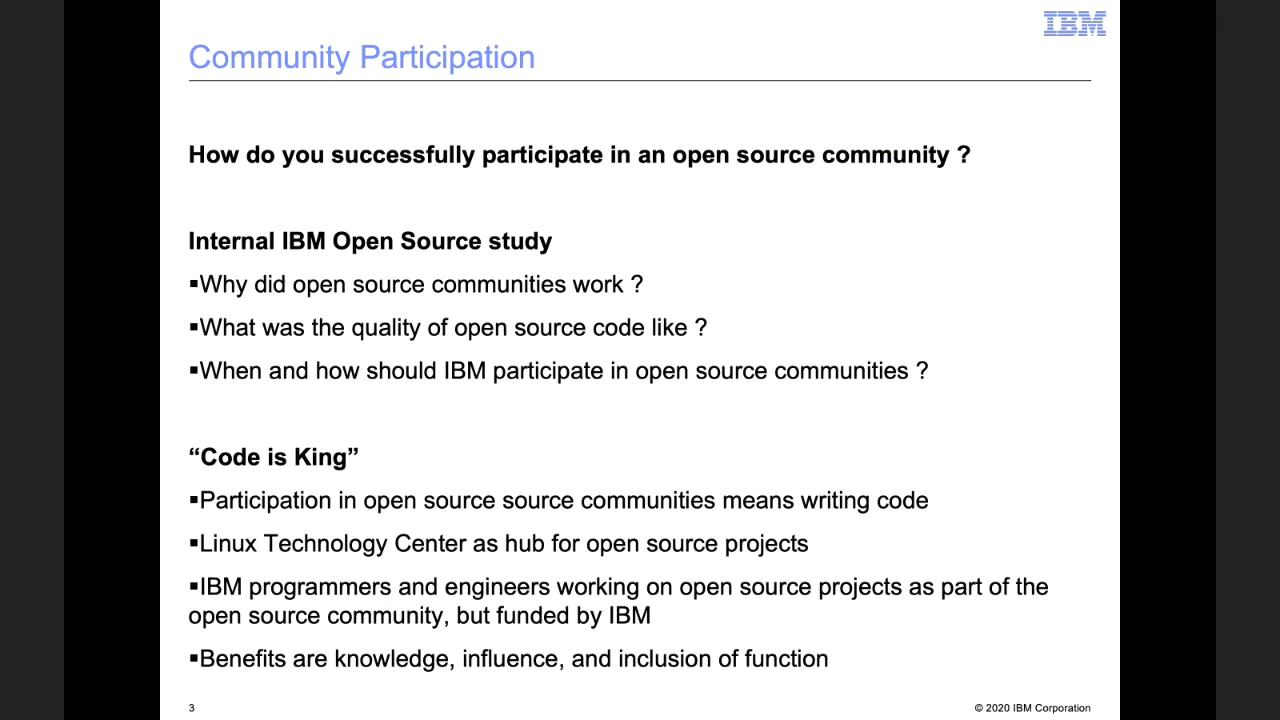 IBM
Community Participation
How do you successfully participate in an open source community ?
Internal IBM Open Source study
▪Why did open source communities work ?
▪What was the quality of open source code like ?
▪When and how should IBM participate in open source communities ?
“Code is King”
▪Participation in open source source communities means writing code
▪Linux Technology Center as hub for open source projects
▪IBM programmers and engineers working on open source projects as part of the
open source community, but funded by IBM
▪Benefits are knowledge, influence, and inclusion of function
3
© 2020 IBM Corporation